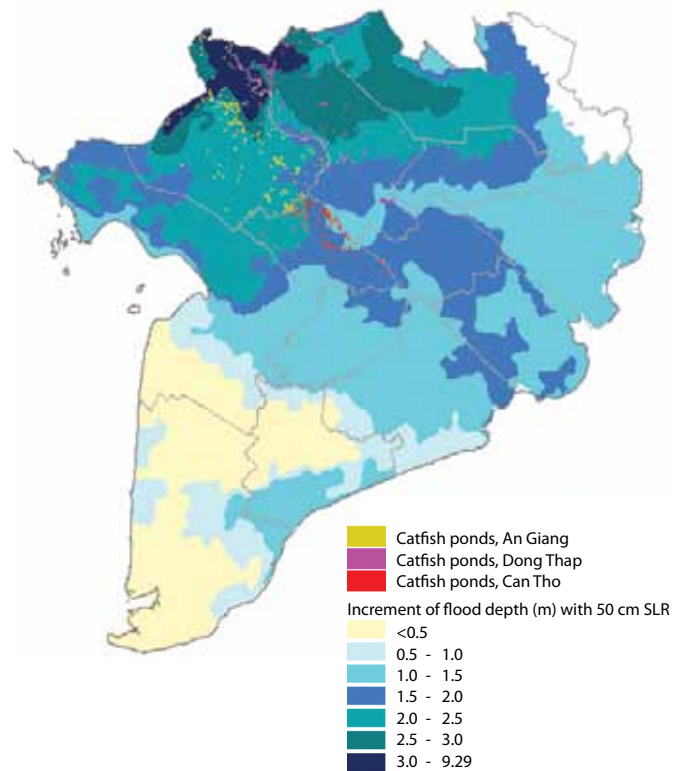 Catfish ponds, An Giang
Catfish ponds, Dong Thap
Catfish ponds, Can Tho
Increment of flood depth (m) with 50 cm SLR
<0.5
0.5 - 1.0
1.0 - 1.5
1.5 - 2.0
2.0 - 2.5
2.5 - 3.0
3.0 - 9.29